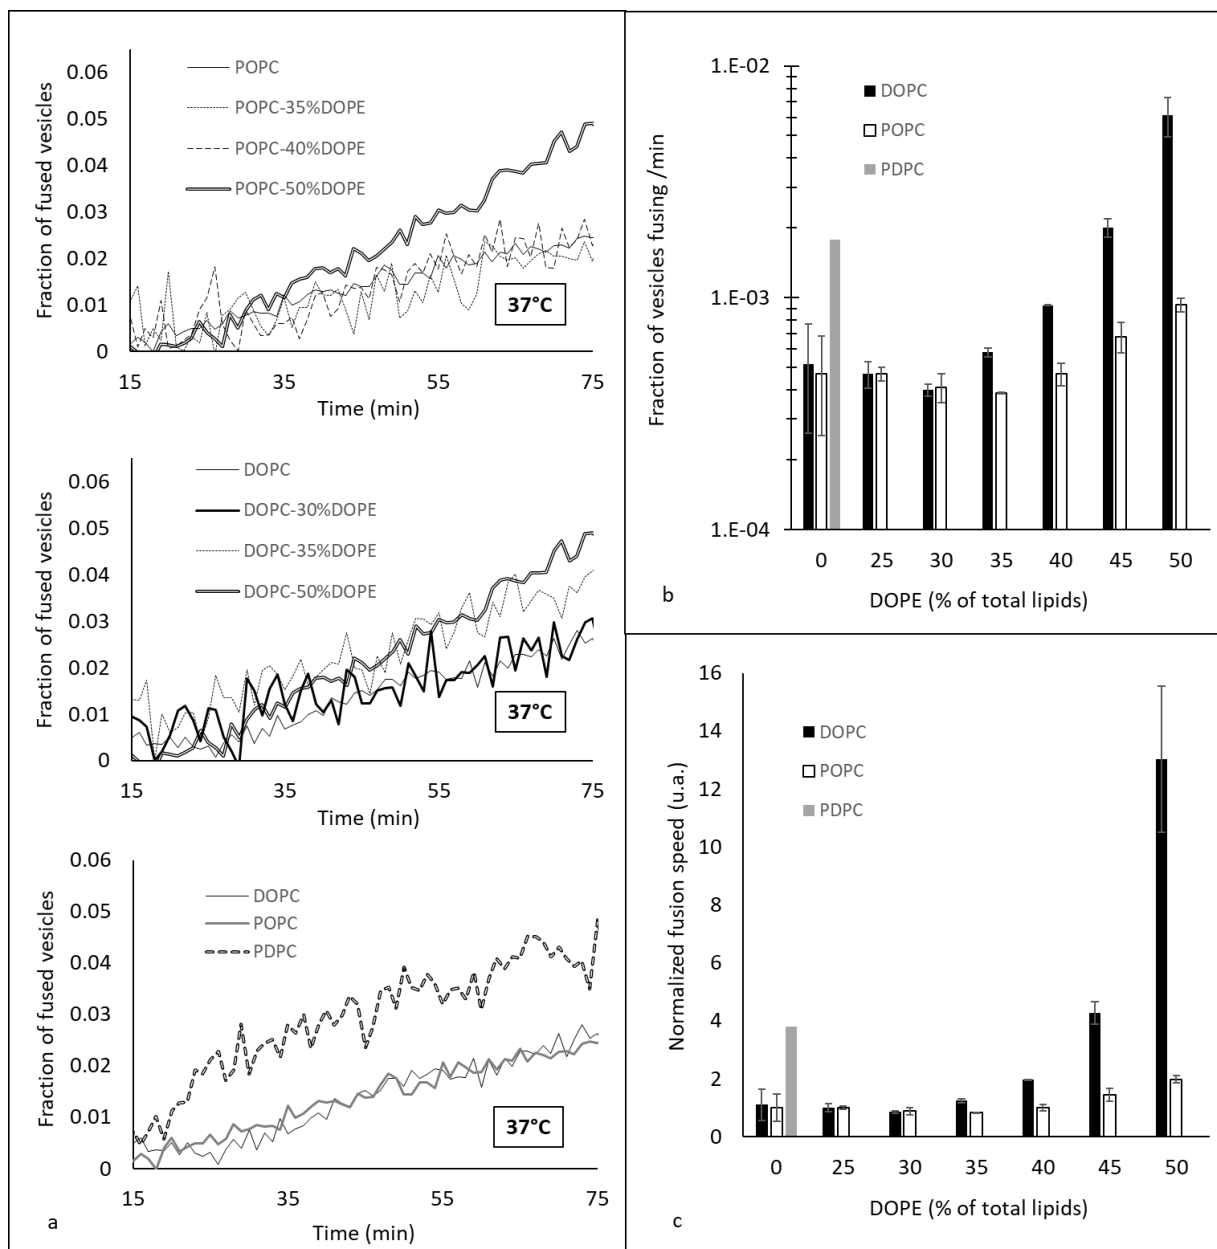 0.06
0.05
0.04
0.03
0.02
0.01
0
Fraction of fused vesicles
POPC
POPC-35%DOPE
POPC-40%DOPE
POPC-50%DOPE
37°C
15 35 55 75
Time (min)
0.06
0.05
0.04
0.03
0.02
0.01
0
Fraction of fused vesicles
DOPC
DOPC-30%DOPE
DOPC-35%DOPE
DOPC-50%DOPE
37°C
15 35 55 75
Time (min)
0.06
0.05
0.04
0.03
0.02
0.01
0
Fraction of fused vesicles
DOPC
POPC
PDPC
37°C
15 35 55 75
Time (min)
a
1.E-02
1.E-03
1.E-04
Fraction of vesicles fusing /min
DOPC
POPC
PDPC
0 25 30 35 40 45 50
DOPE (% of total lipids)
b
16
14
12
10
8
6
4
2
0
Normalized fusion speed (u.a.)
DOPC
POPC
PDPC
0 25 30 35 40 45 50
DOPE (% of total lipids)
c